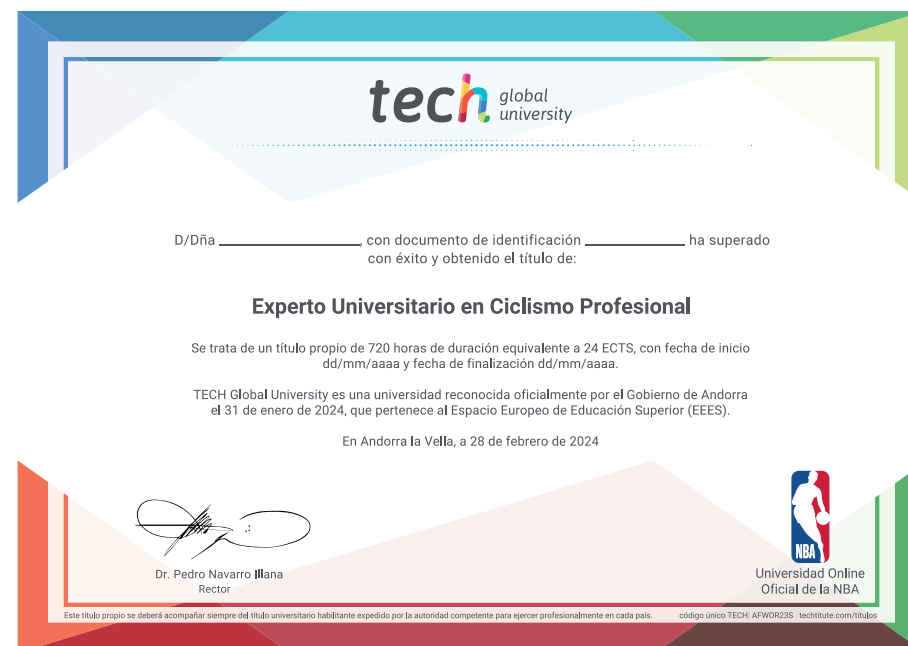 tech global university
D/Dña ______________, con documento de identificación __________ ha superado
con éxito y obtenido el título de:
Experto Universitario en Ciclismo Profesional
Se trata de un título propio de 720 horas de duración equivalente a 24 ECTS, con fecha de inicio
dd/mm/aaaa y fecha de finalización dd/mm/aaaa.
TECH Global University es una universidad reconocida oficialmente por el Gobierno de Andorra
el 31 de enero de 2024, que pertenece al Espacio Europeo de Educación Superior (EEES).
En Andorra la Vella, a 28 de febrero de 2024
Dr. Pedro Navarro Illana
Rector
NBA
Universidad Online
Oficial de la NBA
Este título propio se deberá acompañar siempre del título universitario habilitante expedido por la autoridad competente para ejercer profesionalmente en cada país. código único TECH: AFWOR23S techtitute.com/titulos